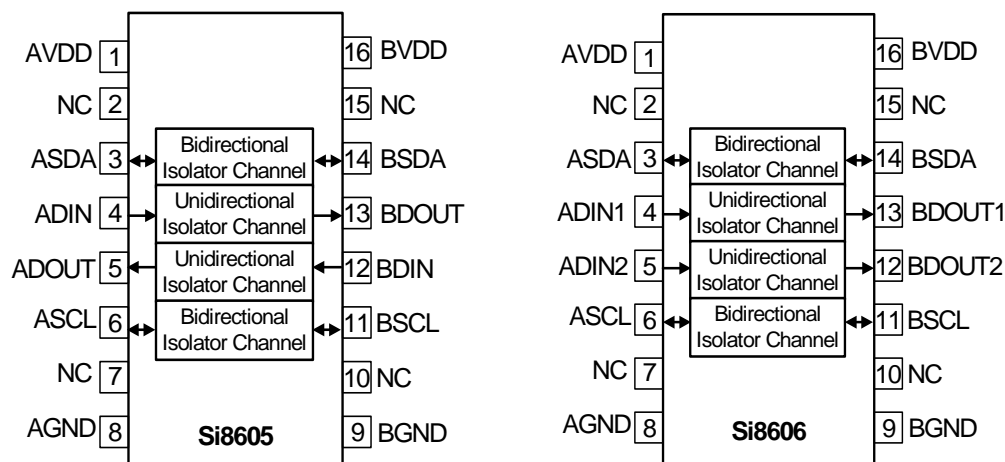 AVDD 1
16 BVDD
NC 2
15 NC
ASDA 3
Bidirectional
Isolator Channel
14 BSDA
ADIN 4
Unidirectional
Isolator Channel
13 BDOUT
ADOUT 5
Unidirectional
Isolator Channel
12 BDIN
ASCL 6
Bidirectional
Isolator Channel
11 BSCL
NC 7
10 NC
AGND 8
Si8605
9 BGND
AVDD 1
16 BVDD
NC 2
15 NC
ASDA 3
Bidirectional
Isolator Channel
14 BSDA
ADIN1 4
Unidirectional
Isolator Channel
13 BDOUT1
ADIN2 5
Unidirectional
Isolator Channel
12 BDOUT2
ASCL 6
Bidirectional
Isolator Channel
11 BSCL
NC 7
10 NC
AGND 8
Si8606
9 BGND